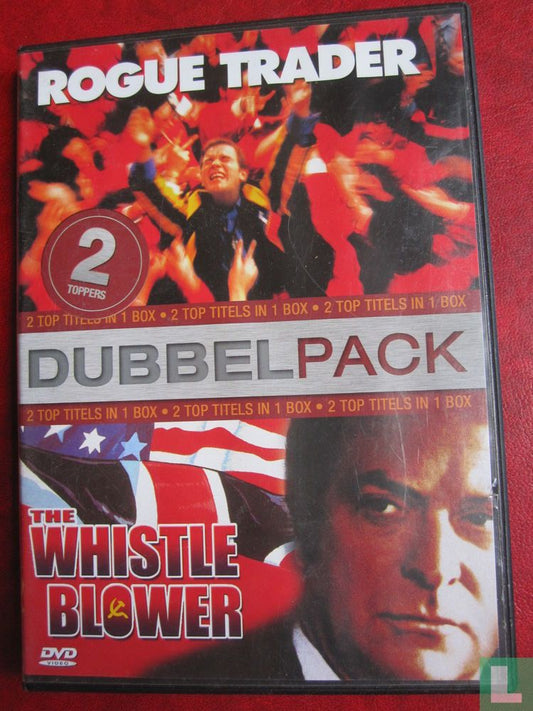 ROGUE TRADER
2
TOPPERS
2 TOP TITELS IN 1 BOX • 2 TOP TITELS IN 1 BOX • 2 TOP TITELS IN 1 BOX
DUBBELPACK
2 TOP TITELS IN 1 BOX • 2 TOP TITELS IN 1 BOX • 2 TOP TITELS IN 1 BOX
THE
WHISTLE
BLOWER
DVD
VIDEO
L